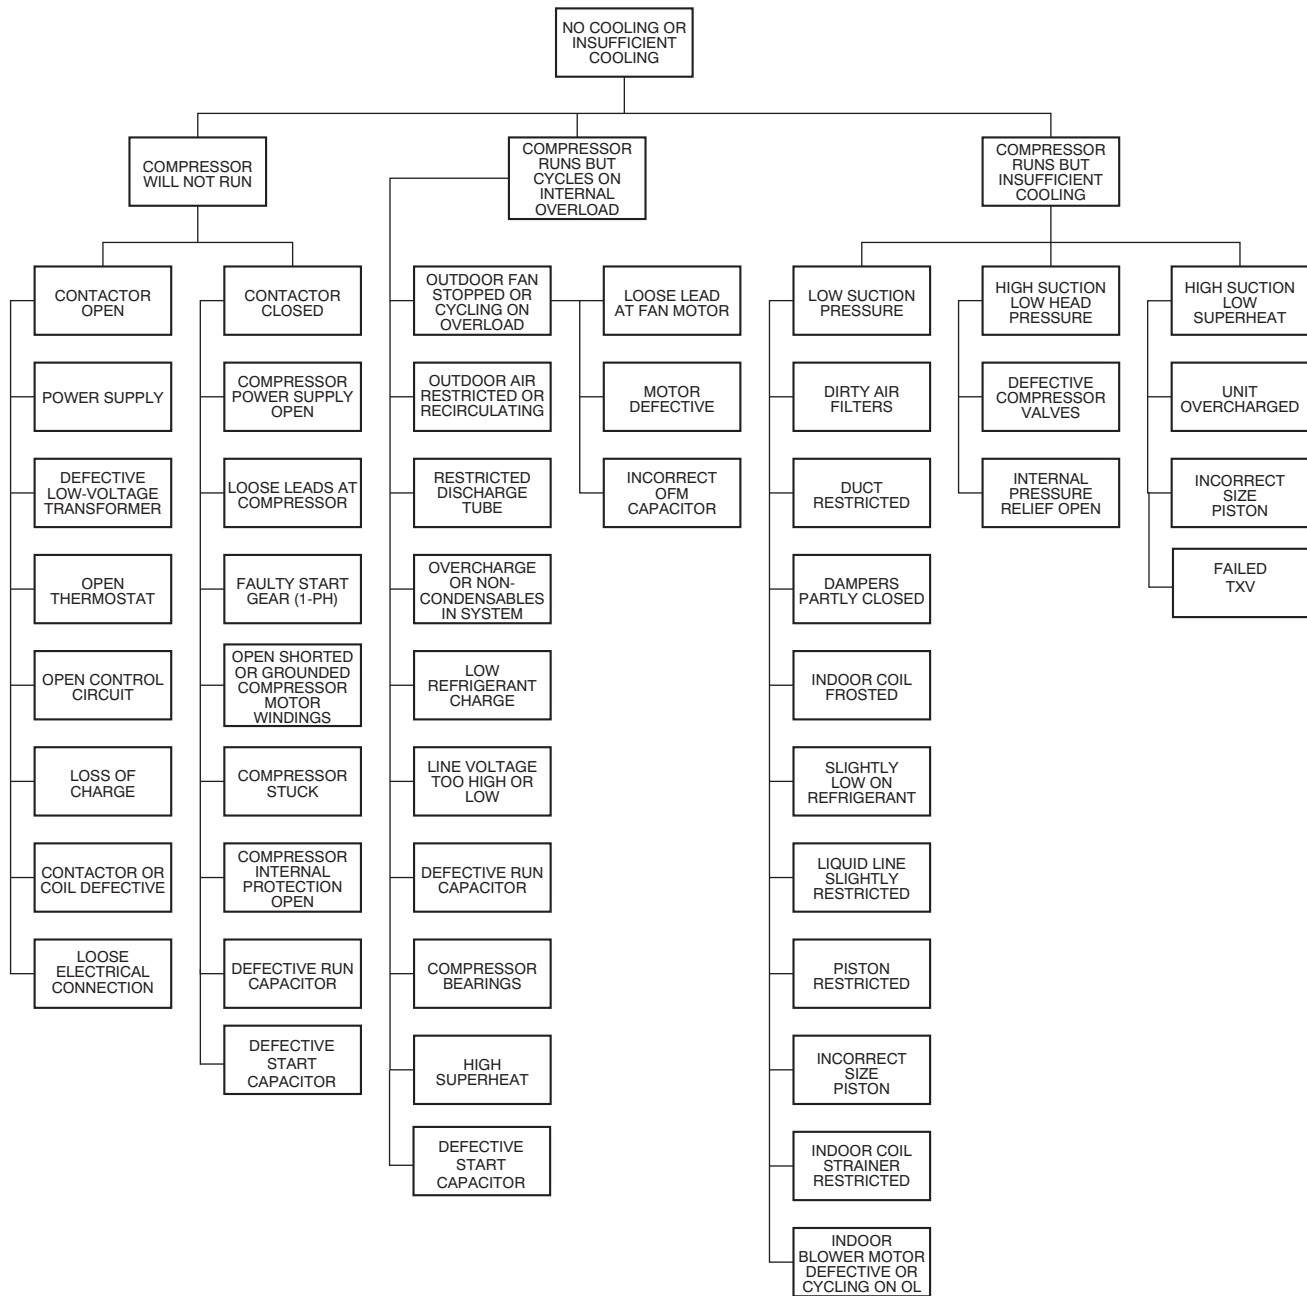 NO COOLING OR
INSUFFICIENT
COOLING
COMPRESSOR
WILL NOT RUN
COMPRESSOR
RUNS BUT
CYCLES ON
INTERNAL
OVERLOAD
COMPRESSOR
RUNS BUT
INSUFFICIENT
COOLING
CONTACTOR
OPEN
POWER SUPPLY
DEFECTIVE
LOW-VOLTAGE
TRANSFORMER
OPEN
THERMOSTAT
OPEN CONTROL
CIRCUIT
LOSS OF
CHARGE
CONTACTOR OR
COIL DEFECTIVE
LOOSE
ELECTRICAL
CONNECTION
CONTACTOR
CLOSED
COMPRESSOR
POWER SUPPLY
OPEN
LOOSE LEADS AT
COMPRESSOR
FAULTY START
GEAR (1-PH)
OPEN SHORTED
OR GROUNDED
COMPRESSOR
MOTOR
WINDINGS
COMPRESSOR
STUCK
COMPRESSOR
INTERNAL
PROTECTION
OPEN
DEFECTIVE RUN
CAPACITOR
DEFECTIVE
START
CAPACITOR
OUTDOOR FAN
STOPPED OR
CYCLING ON
OVERLOAD
OUTDOOR AIR
RESTRICTED OR
RECIRCULATING
RESTRICTED
DISCHARGE
TUBE
OVERCHARGE
OR NON-
CONDENSABLES
IN SYSTEM
LOW
REFRIGERANT
CHARGE
LINE VOLTAGE
TOO HIGH OR
LOW
DEFECTIVE RUN
CAPACITOR
COMPRESSOR
BEARINGS
HIGH
SUPERHEAT
DEFECTIVE
START
CAPACITOR
LOOSE LEAD
AT FAN MOTOR
MOTOR
DEFECTIVE
INCORRECT
OFM
CAPACITOR
LOW SUCTION
PRESSURE
DIRTY AIR
FILTERS
DUCT
RESTRICTED
DAMPERS
PARTLY CLOSED
INDOOR COIL
FROSTED
SLIGHTLY
LOW ON
REFRIGERANT
LIQUID LINE
SLIGHTLY
RESTRICTED
PISTON
RESTRICTED
INCORRECT
SIZE
PISTON
INDOOR COIL
STRAINER
RESTRICTED
INDOOR
BLOWER MOTOR
DEFECTIVE OR
CYCLING ON OL
HIGH SUCTION
LOW HEAD
PRESSURE
DEFECTIVE
COMPRESSOR
VALVES
INTERNAL
PRESSURE
RELIEF OPEN
HIGH SUCTION
LOW
SUPERHEAT
UNIT
OVERCHARGED
INCORRECT
SIZE
PISTON
FAILED
TXV